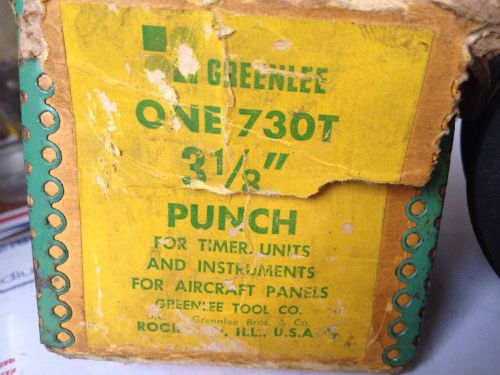 GREENLEE
ONE 730T
3 1/8"
PUNCH
FOR TIMER UNITS
AND INSTRUMENTS
FOR AIRCRAFT PANELS
GREENLEE TOOL CO.
Div. Greenlee Bros. & Co.
ILL., U.S.A.